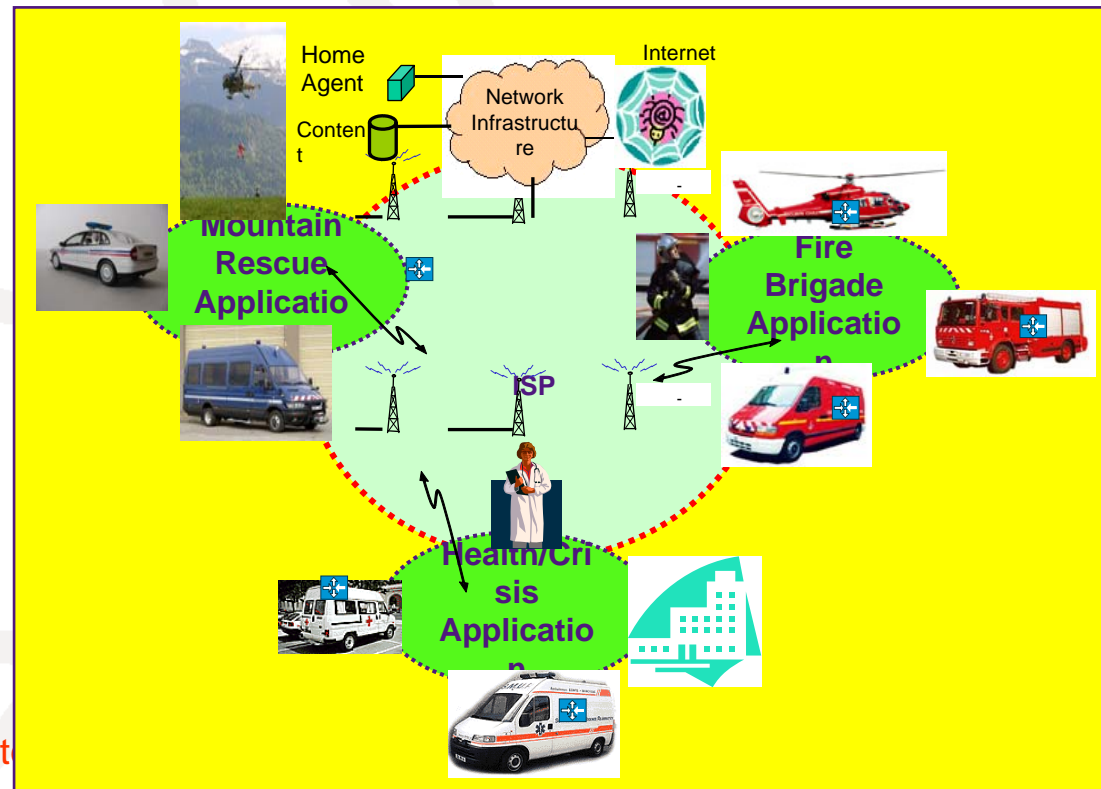 Home
Agent
Internet
Network
Infrastructu
re
Conten
t
-
Mountain
Rescue
Applicatio
Fire
Brigade
Applicatio
n
ISP
-
Health/Cri
sis
Applicatio
n
S.M.U.R